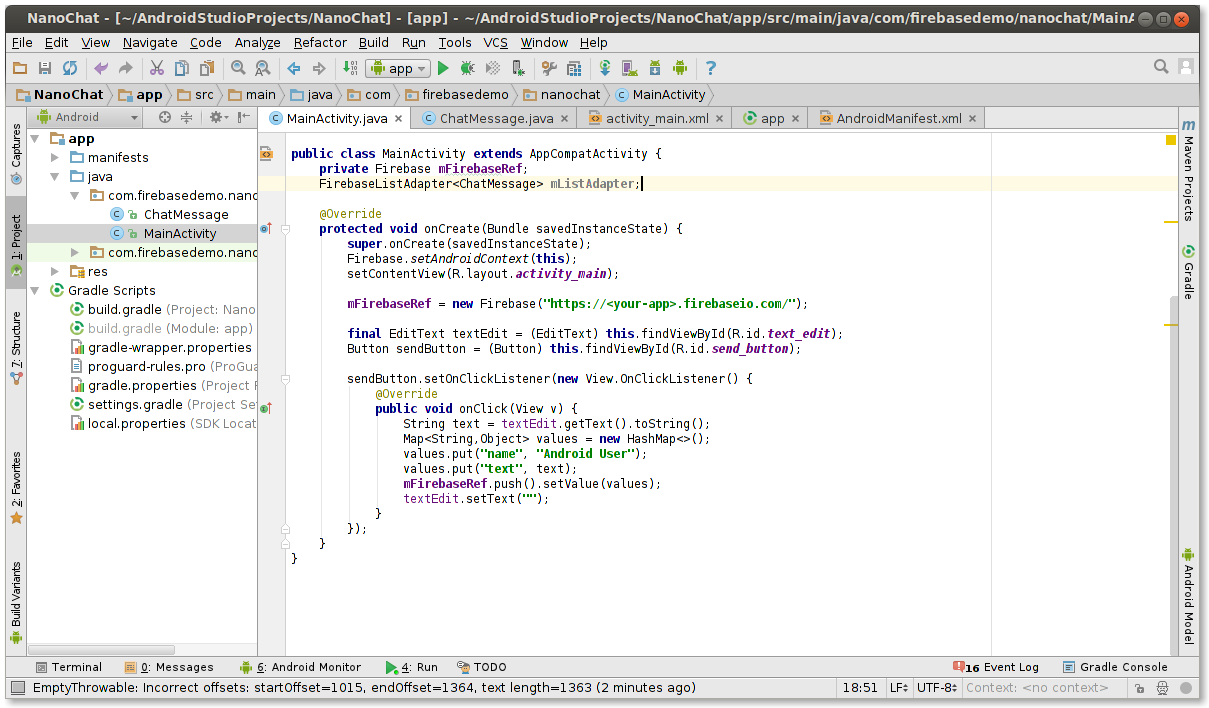 NanoChat - [~/AndroidStudioProjects/NanoChat] - [app] - ~/AndroidStudioProjects/NanoChat/app/src/main/java/com/firebasedemo/nanochat/MainA
File Edit View Navigate Code Analyze Refactor Build Run Tools VCS Window Help
app
NanoChat app src main java com firebasedemo nanochat MainActivity
Android
MainActivity.java ChatMessage.java activity_main.xml app AndroidManifest.xml
Captures
1: Project
7: Structure
2: Favorites
Build Variants
app
manifests
java
com.firebasedemo.nanc
ChatMessage
MainActivity
com.firebasedemo.nanc
res
Gradle Scripts
build.gradle (Project: Nano
build.gradle (Module: app)
gradle-wrapper.properties
proguard-rules.pro (ProGua
gradle.properties (Project P
settings.gradle (Project Set
local.properties (SDK Locat
public class MainActivity extends AppCompatActivity {
private Firebase mFirebaseRef;
FirebaseListAdapter<ChatMessage> mListAdapter;
@Override
protected void onCreate(Bundle savedInstanceState) {
super.onCreate(savedInstanceState);
Firebase.setAndroidContext(this);
setContentView(R.layout.activity_main);
mFirebaseRef = new Firebase("https://<your-app>.firebaseio.com/");
final EditText textEdit = (EditText) this.findViewById(R.id.text_edit);
Button sendButton = (Button) this.findViewById(R.id.send_button);
sendButton.setOnClickListener(new View.OnClickListener() {
@Override
public void onClick(View v) {
String text = textEdit.getText().toString();
Map<String,Object> values = new HashMap<>();
values.put("name", "Android User");
values.put("text", text);
mFirebaseRef.push().setValue(values);
textEdit.setText("");
}
});
}
}
Maven Projects
Gradle
Android Model
Terminal 0: Messages 6: Android Monitor 4: Run TODO 16 Event Log Gradle Console
EmptyThrowable: Incorrect offsets: startOffset=1015, endOffset=1364, text length=1363 (2 minutes ago) 18:51 LF UTF-8 Context: <no context>